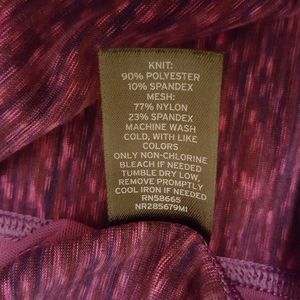 KNIT:
90% POLYESTER
10% SPANDEX
MESH:
77% NYLON
23% SPANDEX
MACHINE WASH
COLD, WITH LIKE
COLORS
ONLY NON-CHLORINE
BLEACH IF NEEDED
TUMBLE DRY LOW,
REMOVE PROMPTLY
COOL IRON IF NEEDED
RN58665
NR285679M1